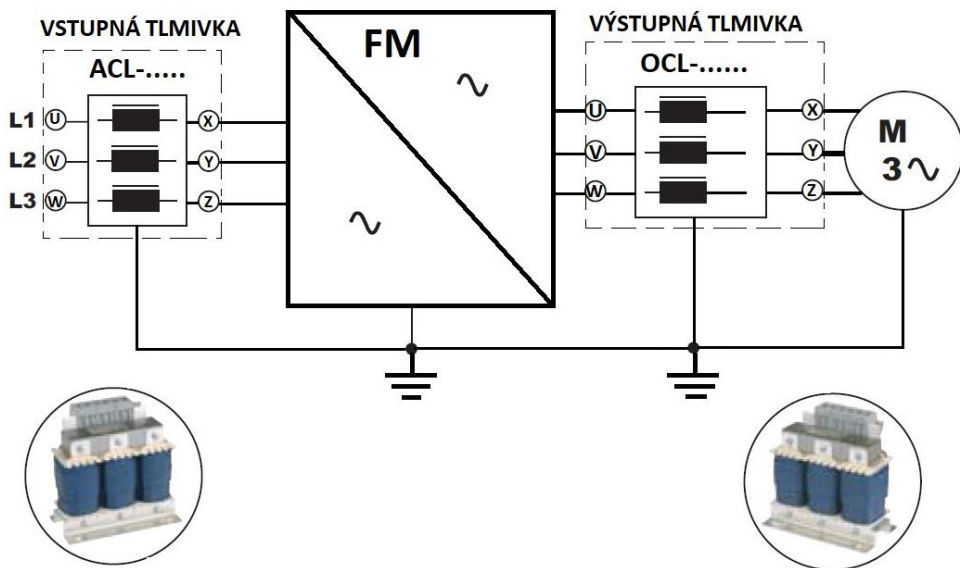 VSTUPNÁ TLMIVKA
ACL-.....
L1 U X
L2 V Y
L3 W Z
FM
VÝSTUPNÁ TLMIVKA
OCL-......
U X
V Y
W Z
M
3